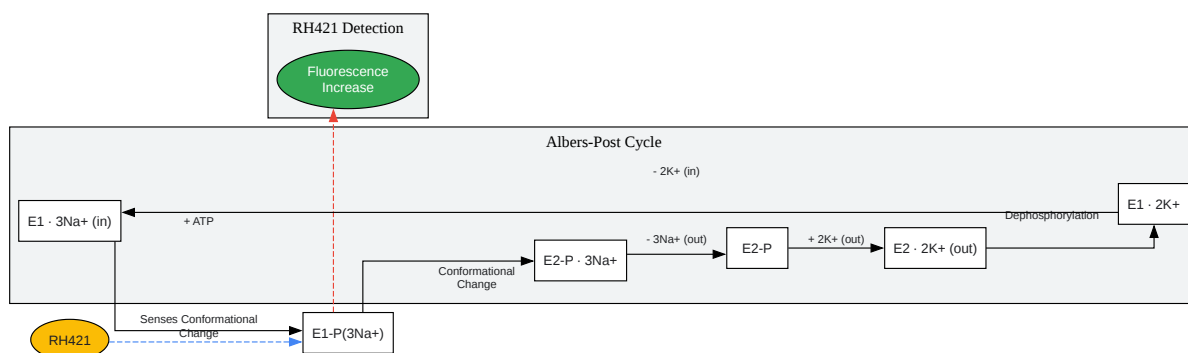 RH421 Detection
Fluorescence
Increase
Albers-Post Cycle
- 2K+ (in)
E1 · 2K+
E1 · 3Na+ (in)
+ ATP
Dephosphorylation
- 3Na+ (out)
+ 2K+ (out)
E2-P · 3Na+
E2-P
E2 · 2K+ (out)
Conformational
Change
Senses Conformational
Change
E1-P(3Na+)
RH421